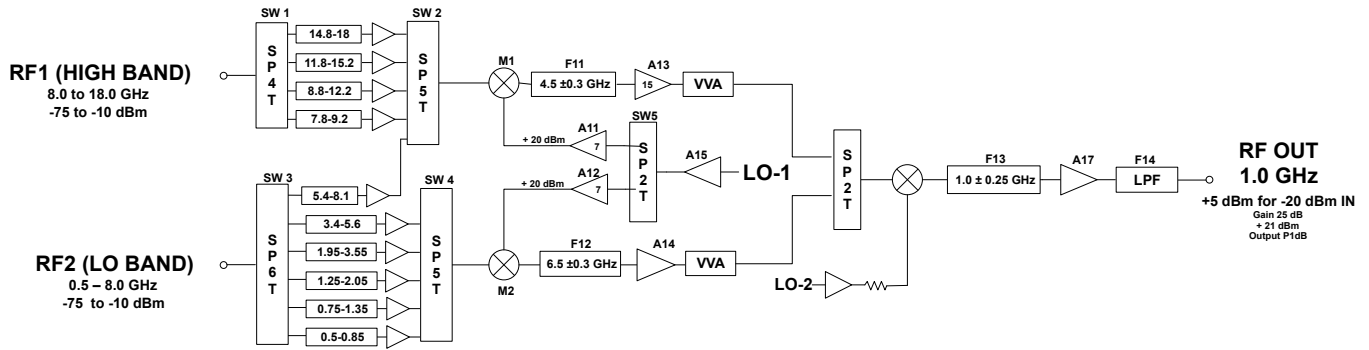 SW 1
SW 2
14.8-18
11.8-15.2
8.8-12.2
7.8-9.2
SP4T
SP5T
RF1 (HIGH BAND)
8.0 to 18.0 GHz
-75 to -10 dBm
M1
F11
4.5 ±0.3 GHz
A13
15
VVA
SW5
A11
+ 20 dBm
7
SP2T
A15
LO-1
A12
+ 20 dBm
7
SW 3
SW 4
5.4-8.1
3.4-5.6
1.95-3.55
1.25-2.05
0.75-1.35
0.5-0.85
SP6T
SP5T
RF2 (LO BAND)
0.5 – 8.0 GHz
-75 to -10 dBm
M2
F12
6.5 ±0.3 GHz
A14
VVA
SP2T
LO-2
F13
1.0 ± 0.25 GHz
A17
F14
LPF
RF OUT
1.0 GHz
+5 dBm for -20 dBm IN
Gain 25 dB
+ 21 dBm
Output P1dB